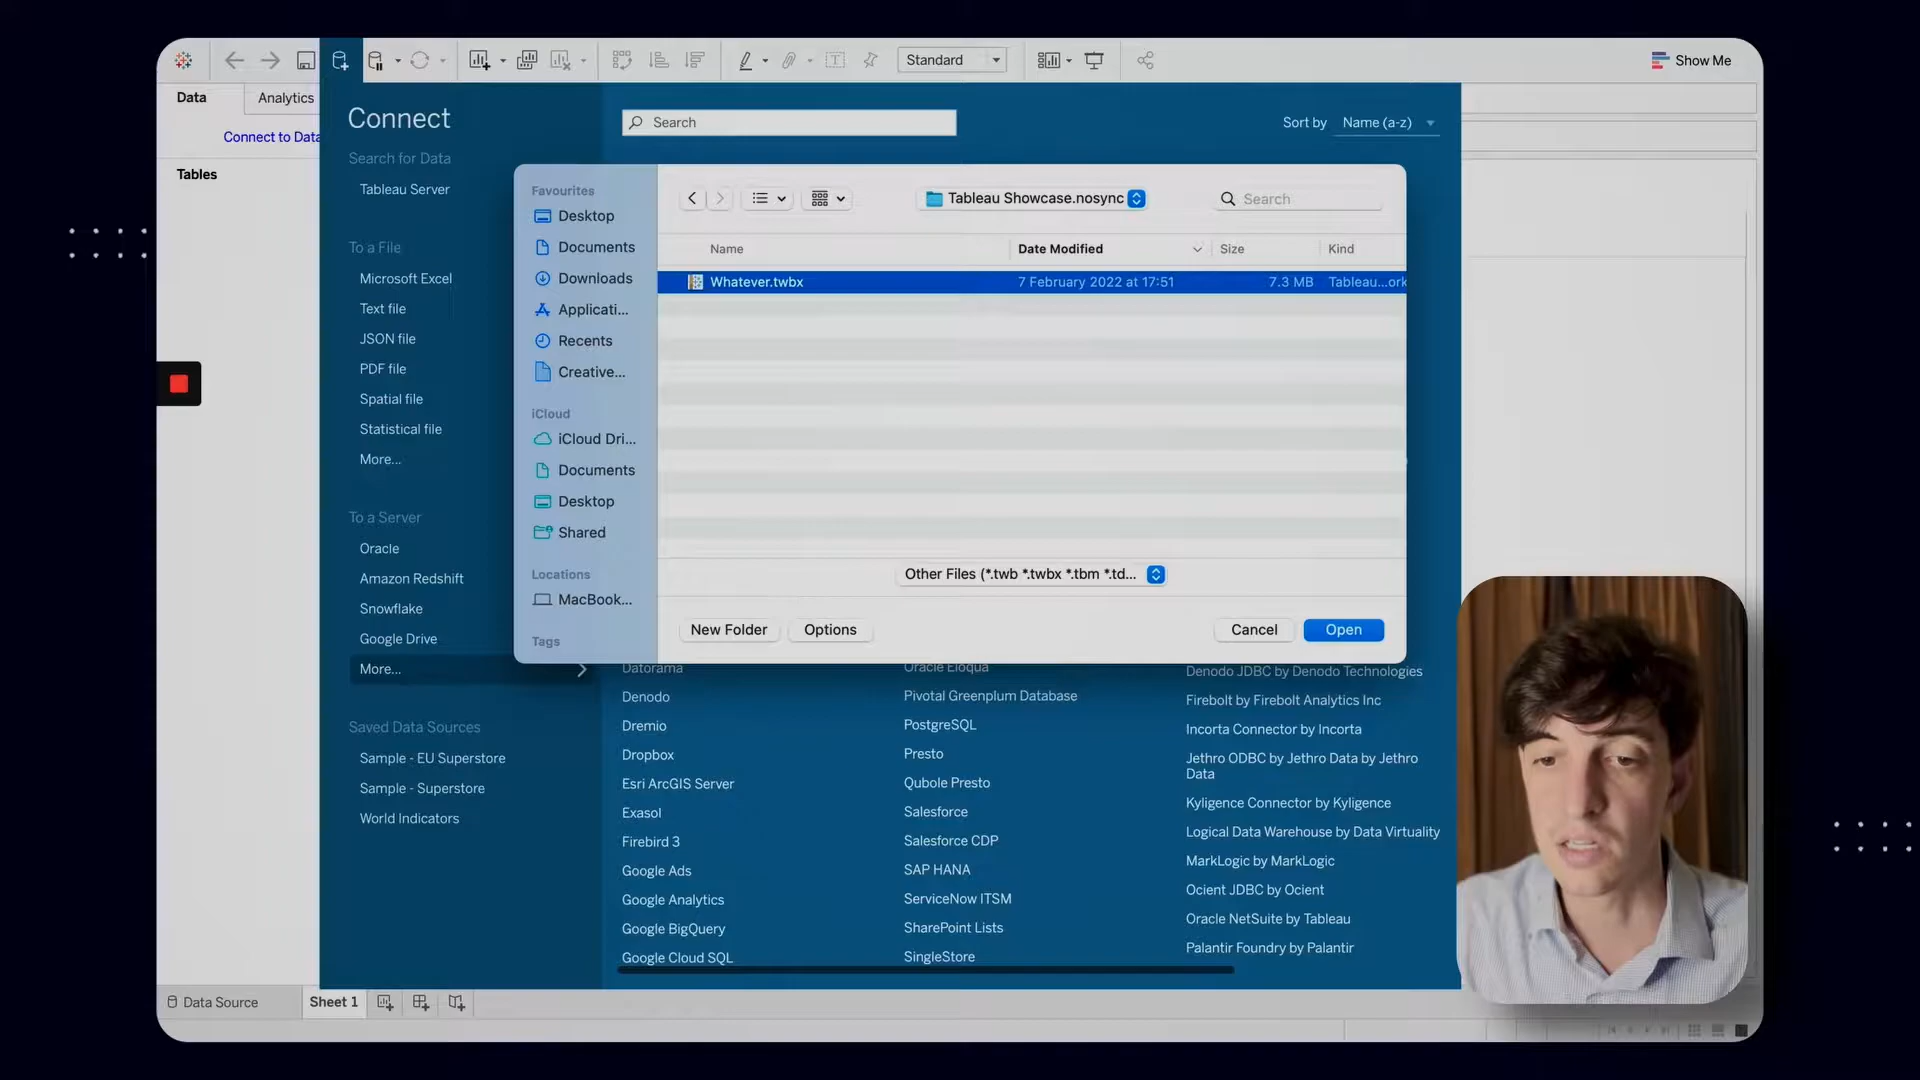 Standard
Show Me
Data
Analytics
Connect to Data
Tables
Connect
Search for Data
Tableau Server
To a File
Microsoft Excel
Text file
JSON file
PDF file
Spatial file
Statistical file
More...
To a Server
Oracle
Amazon Redshift
Snowflake
Google Drive
More...
Saved Data Sources
Sample - EU Superstore
Sample - Superstore
World Indicators
Search
Sort by Name (a-z)
Favourites
Desktop
Documents
Downloads
Applicati...
Recents
Creative...
iCloud
iCloud Dri...
Documents
Desktop
Shared
Locations
MacBook...
Tags
Tableau Showcase.nosync
Search
Name Date Modified Size Kind
Whatever.twbx 7 February 2022 at 17:51 7.3 MB Tableau...ork
Other Files (*.twb *.twbx *.tbm *.td...
New Folder Options Cancel Open
Datorama
Denodo
Dremio
Dropbox
Esri ArcGIS Server
Exasol
Firebird 3
Google Ads
Google Analytics
Google BigQuery
Google Cloud SQL
Oracle Eloqua
Pivotal Greenplum Database
PostgreSQL
Presto
Qubole Presto
Salesforce
Salesforce CDP
SAP HANA
ServiceNow ITSM
SharePoint Lists
SingleStore
Denodo JDBC by Denodo Technologies
Firebolt by Firebolt Analytics Inc
Incorta Connector by Incorta
Jethro ODBC by Jethro Data by Jethro
Data
Kyligence Connector by Kyligence
Logical Data Warehouse by Data Virtuality
MarkLogic by MarkLogic
Ocient JDBC by Ocient
Oracle NetSuite by Tableau
Palantir Foundry by Palantir
Data Source
Sheet 1